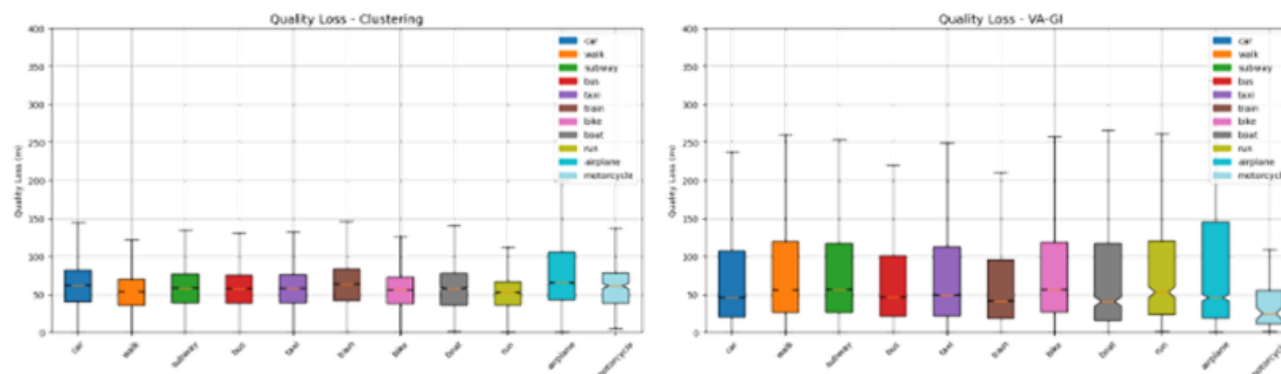 Quality Loss - Clustering
Quality Loss (m)
400
350
300
250
200
150
100
50
0
car
walk
subway
bus
taxi
train
bike
boat
run
airplane
motorcycle
car
walk
subway
bus
taxi
train
bike
boat
run
airplane
motorcycle
Quality Loss - VA-GI
Quality Loss (m)
400
350
300
250
200
150
100
50
0
car
walk
subway
bus
taxi
train
bike
boat
run
airplane
motorcycle
car
walk
subway
bus
taxi
train
bike
boat
run
airplane
motorcycle